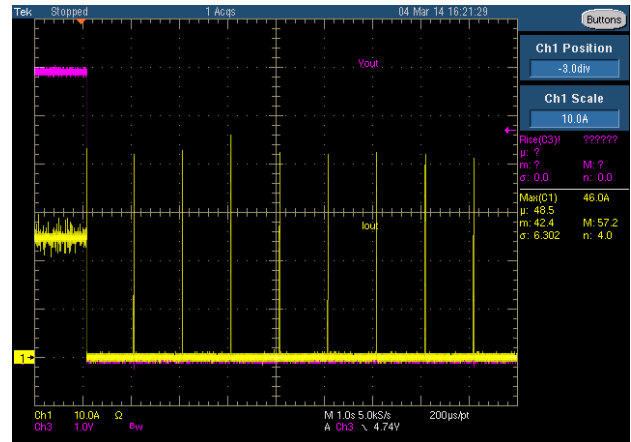 Tek Stopped 1 Acqs 04 Mar 14 16:21:29
Buttons
Ch1 Position
-3.0div
Ch1 Scale
10.0A
Vout
Rise(C3)! ??????
µ: ?
m: ? M: ?
σ: 0.0 n: 0.0
Max(C1) 46.0A
µ: 48.5
m: 42.4 M: 57.2
σ: 6.302 n: 4.0
Iout
1
Ch1 10.0A Ω M 1.0s 5.0kS/s 200µs/pt
Ch3 1.0V Bw A Ch3 \ 4.74V